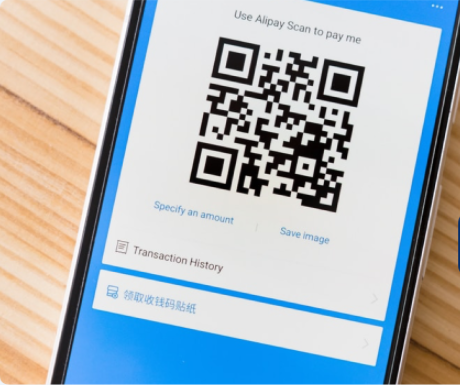 Use Alipay Scan to pay me
Specify an amount
Save image
Transaction History
领取收钱码贴纸